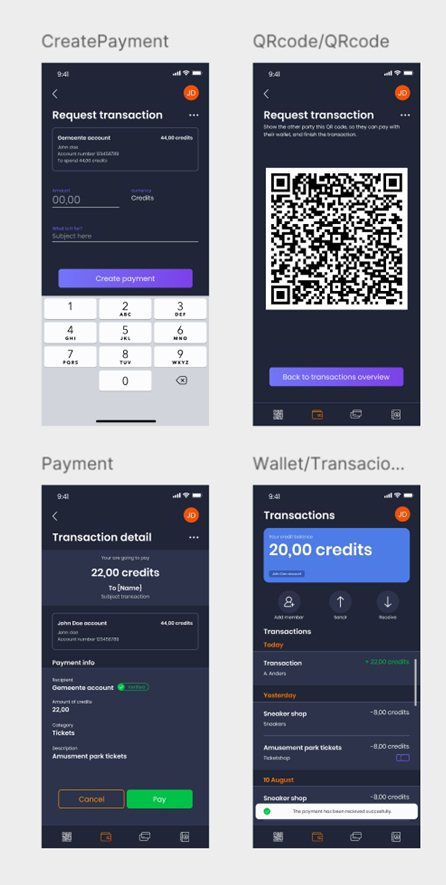 CreatePayment
9:41
JD
Request transaction
Gemeente account 44,00 credits
John doe
Account number 123456789
To spend 44,00 credits
Amount currency
00,00 Credits
What is it for?
Subject here
Create payment
1 2 3
ABC DEF
4 5 6
GHI JKL MNO
7 8 9
PQRS TUV WXYZ
0
QRcode/QRcode
9:41
JD
Request transaction
Show the other party this QR code, so they can pay with
their wallet, and finish the transaction.
Back to transactions overview
Payment
9:41
JD
Transaction detail
Your are going to pay
22,00 credits
To [Name]
Subject transaction
John Doe account 44,00 credits
John doe
Account number 123456789
Payment info
Recipient
Gemeente account Verified
Amount of credits
22,00
Category
Tickets
Description
Amusment park tickets
Cancel Pay
Wallet/Transacio...
9:41
Transactions JD
Your credit balance
20,00 credits
John Doe account
Add member Send Receive
Transactions
Today
Transaction + 22,00 credits
A. Anders
Yesterday
Sneaker shop -8,00 credits
Sneakers
Amusement park tickets -8,00 credits
Ticketshop
10 August
Sneaker shop -8,00 credits
The payment has been recieved succesfully.